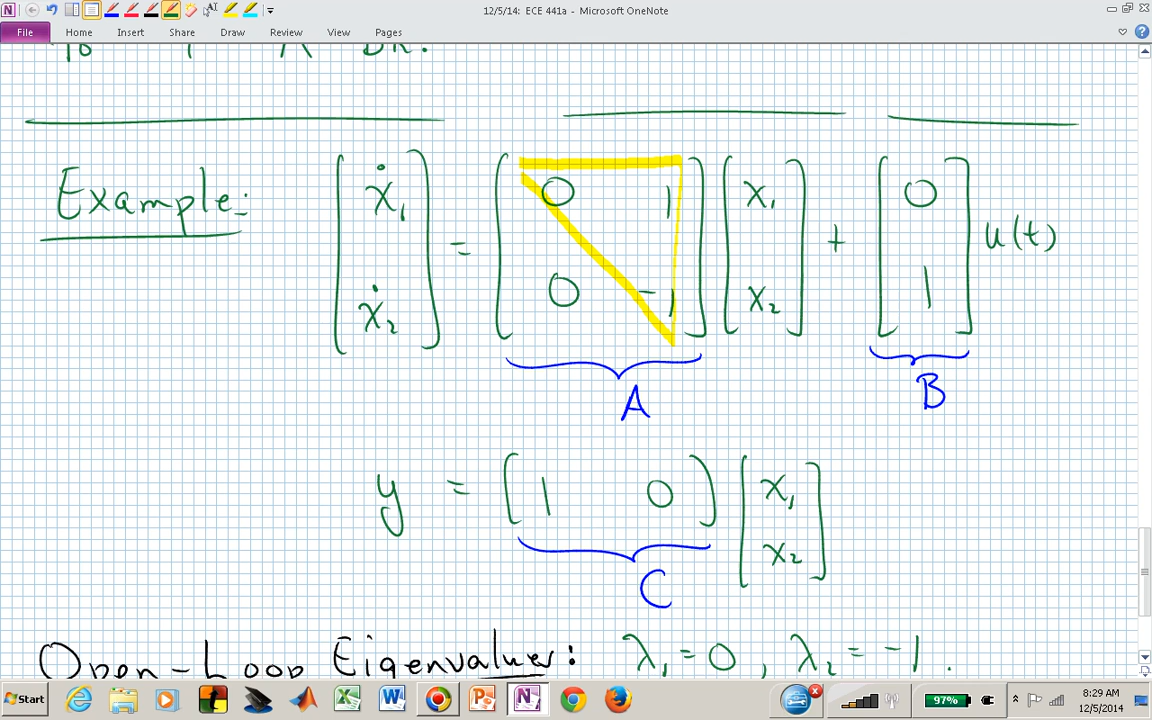 12/5/14: ECE 441a - Microsoft OneNote
File Home Insert Share Draw Review View Pages
Example: [ẋ₁ ẋ₂] = [0 1 0 -1] [x₁ x₂] + [0 1] u(t)
A B
y = [1 0] [x₁ x₂]
C
Open-Loop Eigenvalues: λ₁ = 0, λ₂ = -1.
Start 97% 8:29 AM
12/5/2014